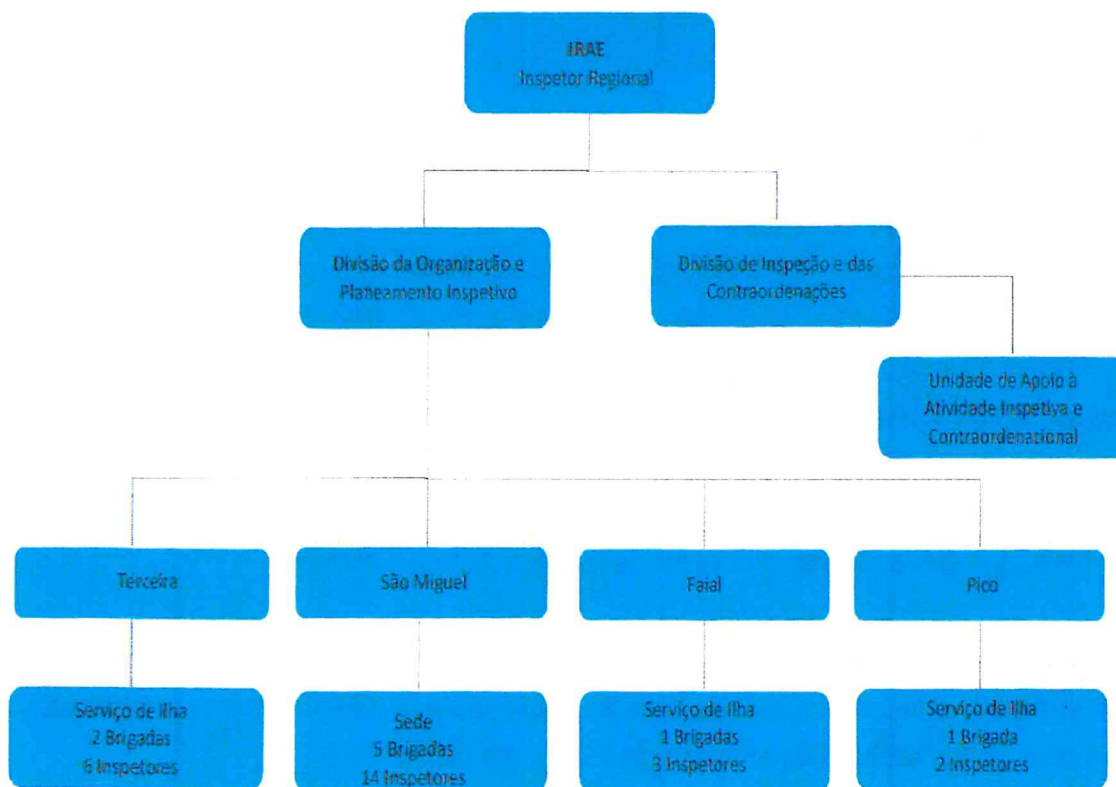 IRAE
Inspetor Regional
Divisão da Organização e
Planeamento Inspetivo
Divisão de Inspeção e das
Contraordenações
Unidade de Apoio à
Atividade Inspetiva e
Contraordenacional
Terceira
São Miguel
Faial
Pico
Serviço de Ilha
2 Brigadas
6 Inspetores
Sede
5 Brigadas
14 Inspetores
Serviço de Ilha
1 Brigadas
3 Inspetores
Serviço de Ilha
1 Brigada
2 Inspetores